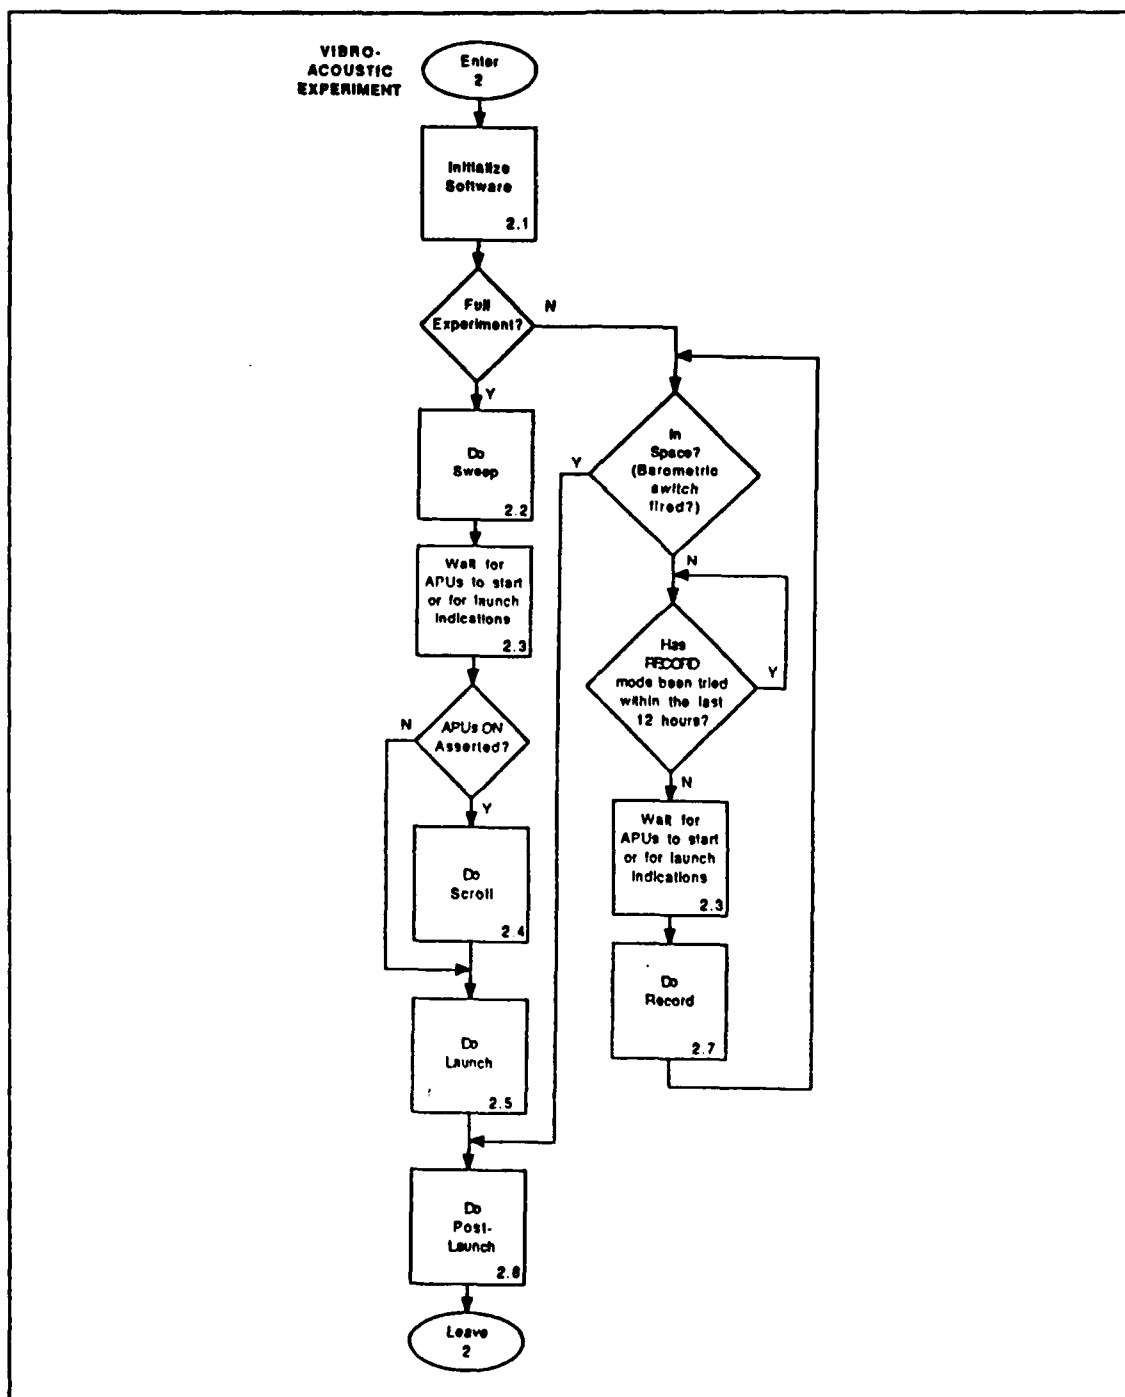 VIBRO-
ACOUSTIC
EXPERIMENT
Enter
2
Initialize
Software
2.1
Full
Experiment?
N
Y
Do
Sweep
2.2
Wait for
APUs to start
or for launch
indications
2.3
APUs ON
Asserted?
N
Y
Do
Scroll
2.4
Do
Launch
2.5
Do
Post-
Launch
2.6
Leave
2
In
Space?
(Barometric
switch
fired?)
Y
N
Has
RECORD
mode been tried
within the last
12 hours?
Y
N
Wait for
APUs to start
or for launch
indications
2.3
Do
Record
2.7